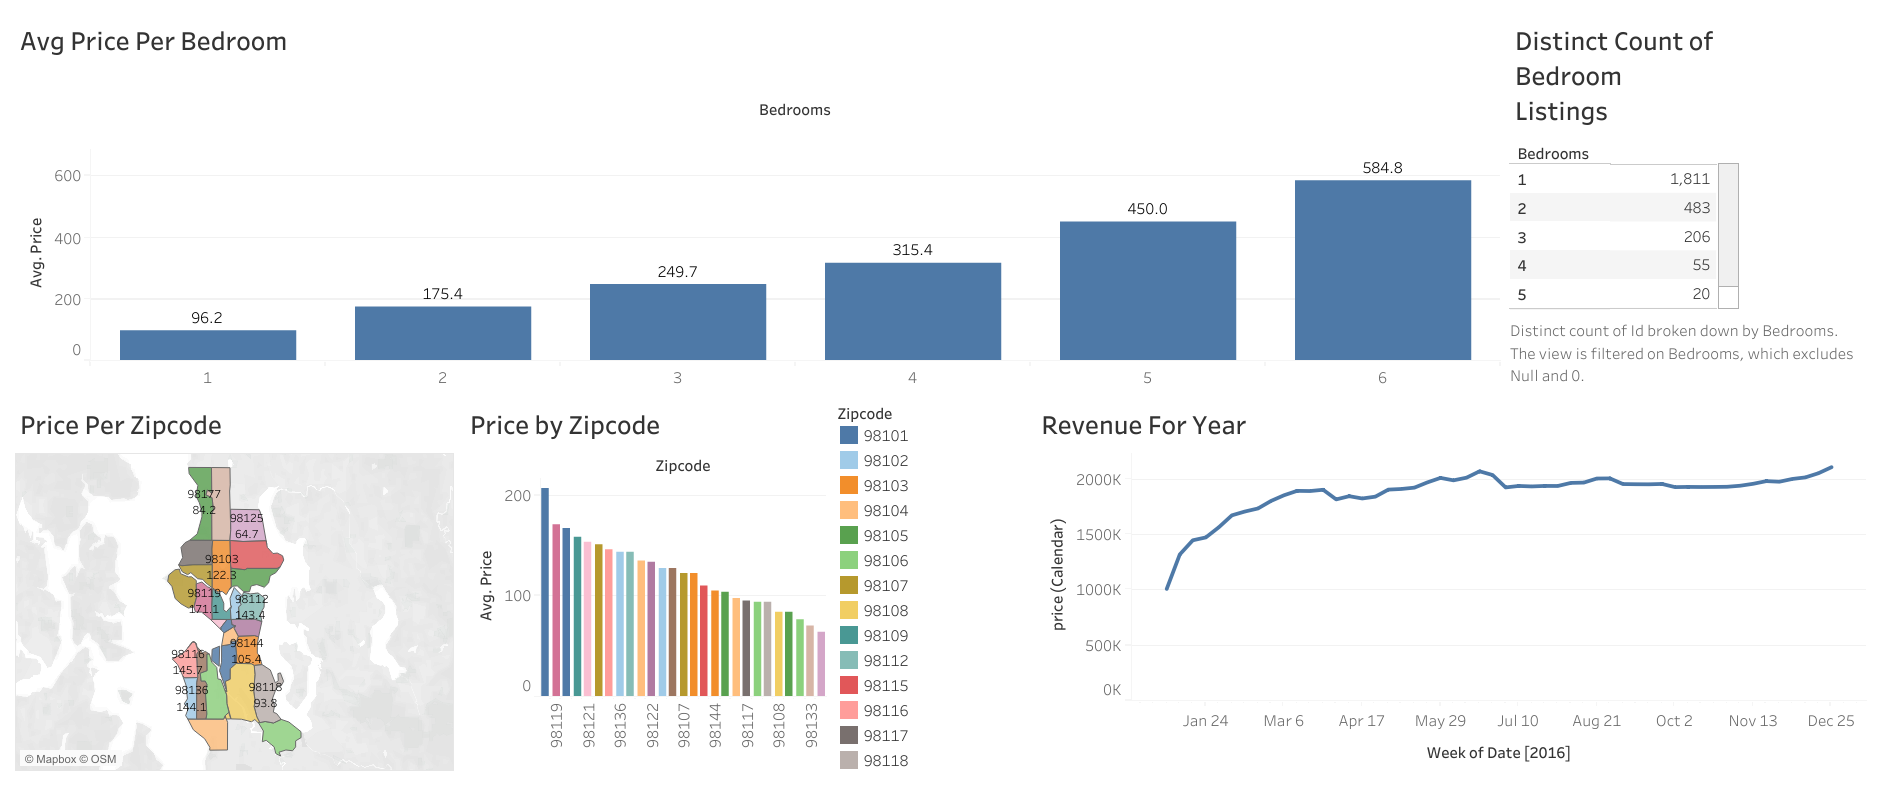 Avg Price Per Bedroom
Bedrooms
Avg. Price
600
400
200
0
96.2
175.4
249.7
315.4
450.0
584.8
1
2
3
4
5
6
Distinct Count of
Bedroom
Listings
Bedrooms
1 1,811
2 483
3 206
4 55
5 20
Distinct count of Id broken down by Bedrooms.
The view is filtered on Bedrooms, which excludes
Null and 0.
Price Per Zipcode
98177
84.2
98125
64.7
98103
122.3
98119
171.1
98112
143.4
98144
105.4
98116
145.7
98136
144.1
98118
93.8
© Mapbox © OSM
Price by Zipcode
Zipcode
Avg. Price
200
100
0
98119
98121
98136
98122
98107
98144
98117
98108
98133
Zipcode
98101
98102
98103
98104
98105
98106
98107
98108
98109
98112
98115
98116
98117
98118
Revenue For Year
price (Calendar)
2000K
1500K
1000K
500K
0K
Jan 24
Mar 6
Apr 17
May 29
Jul 10
Aug 21
Oct 2
Nov 13
Dec 25
Week of Date [2016]